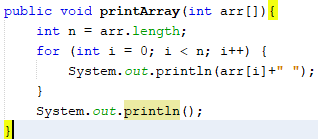 public void printArray(int arr[]){
    int n = arr.length;
    for (int i = 0; i < n; i++) {
        System.out.println(arr[i]+" ");
    }
    System.out.println();
}